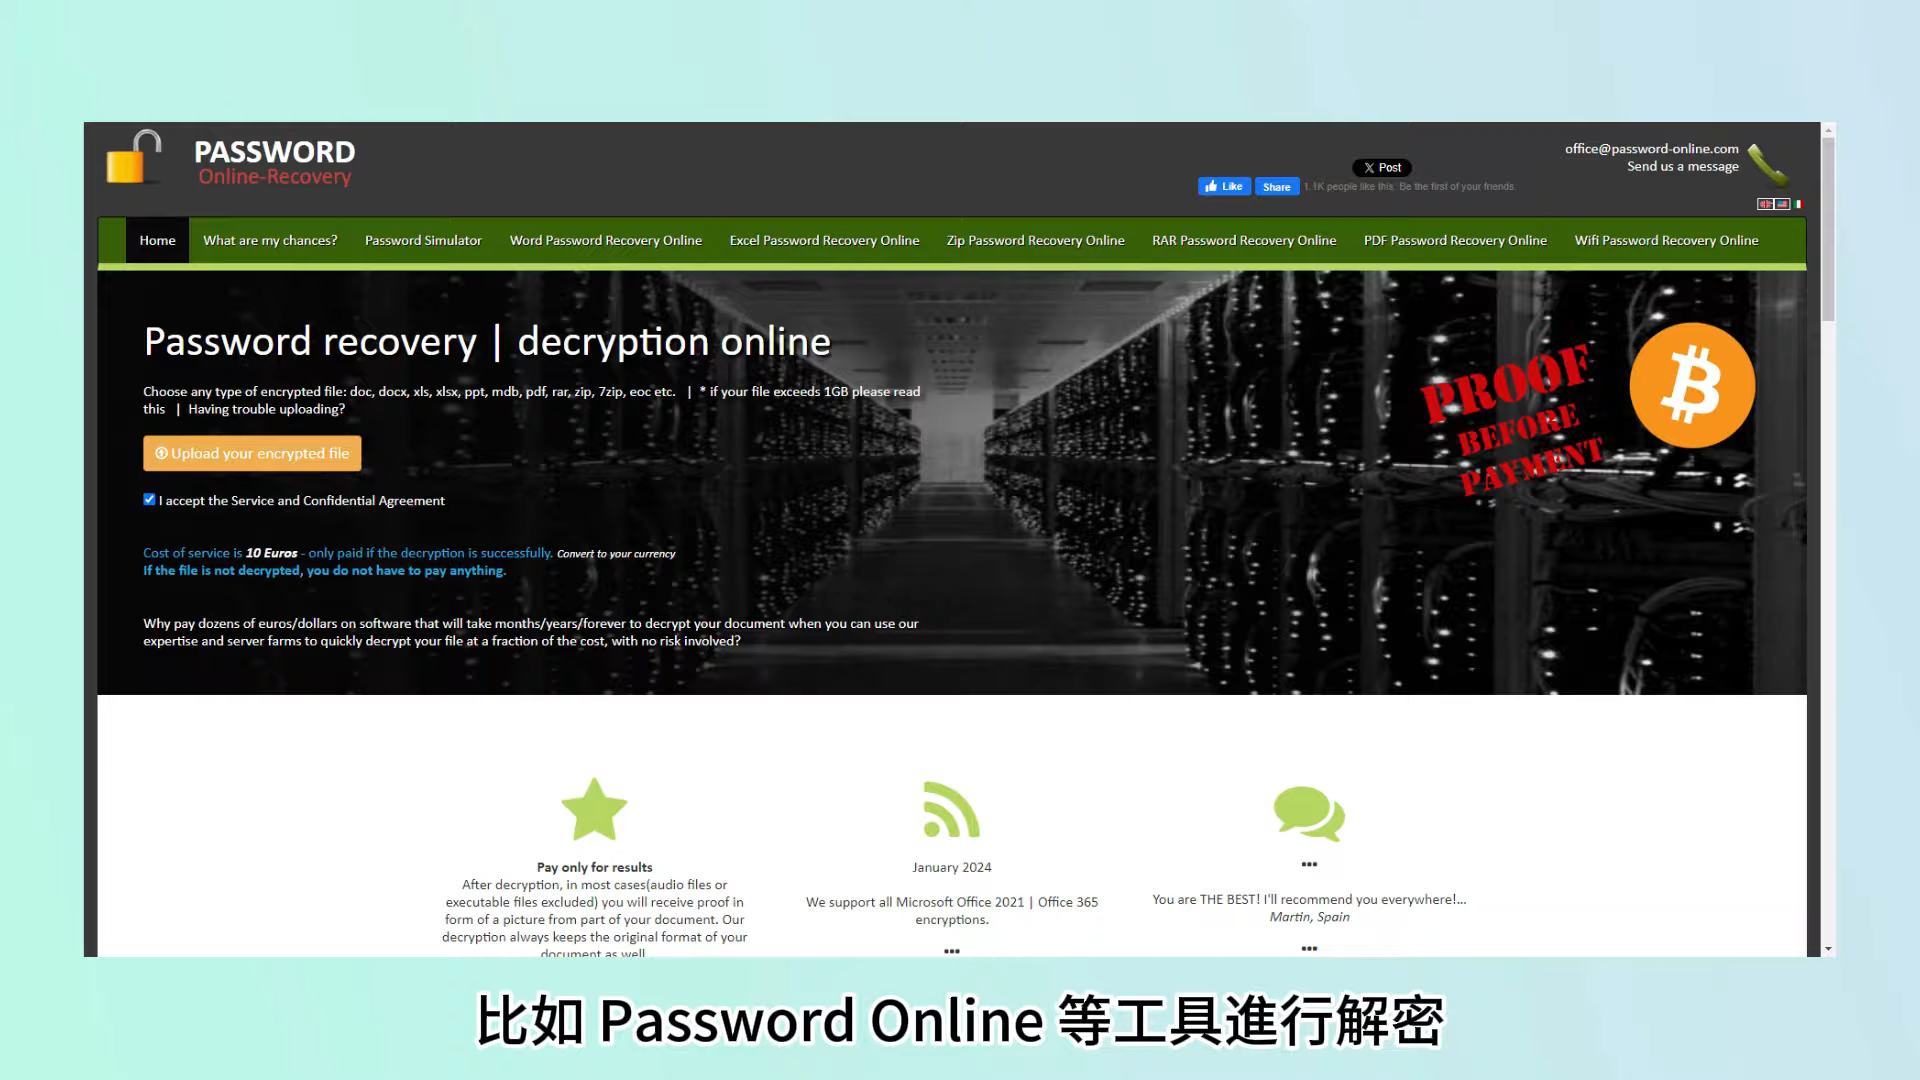 PASSWORD
Online-Recovery
office@password-online.com
Send us a message
Post
Like
Share
1.1K people like this. Be the first of your friends.
Home
What are my chances?
Password Simulator
Word Password Recovery Online
Excel Password Recovery Online
Zip Password Recovery Online
RAR Password Recovery Online
PDF Password Recovery Online
Wifi Password Recovery Online
Password recovery | decryption online
Choose any type of encrypted file: doc, docx, xls, xlsx, ppt, mdb, pdf, rar, zip, 7zip, eoc etc. | * if your file exceeds 1GB please read
this | Having trouble uploading?
Upload your encrypted file
I accept the Service and Confidential Agreement
Cost of service is 10 Euros - only paid if the decryption is successfully. Convert to your currency
If the file is not decrypted, you do not have to pay anything.
Why pay dozens of euros/dollars on software that will take months/years/forever to decrypt your document when you can use our
expertise and server farms to quickly decrypt your file at a fraction of the cost, with no risk involved?
PROOF
BEFORE
PAYMENT
Pay only for results
After decryption, in most cases(audio files or
executable files excluded) you will receive proof in
form of a picture from part of your document. Our
decryption always keeps the original format of your
document as well.
January 2024
We support all Microsoft Office 2021 | Office 365
encryptions.
•••
•••
You are THE BEST! I'll recommend you everywhere!...
Martin, Spain
•••
比如 Password Online 等工具進行解密